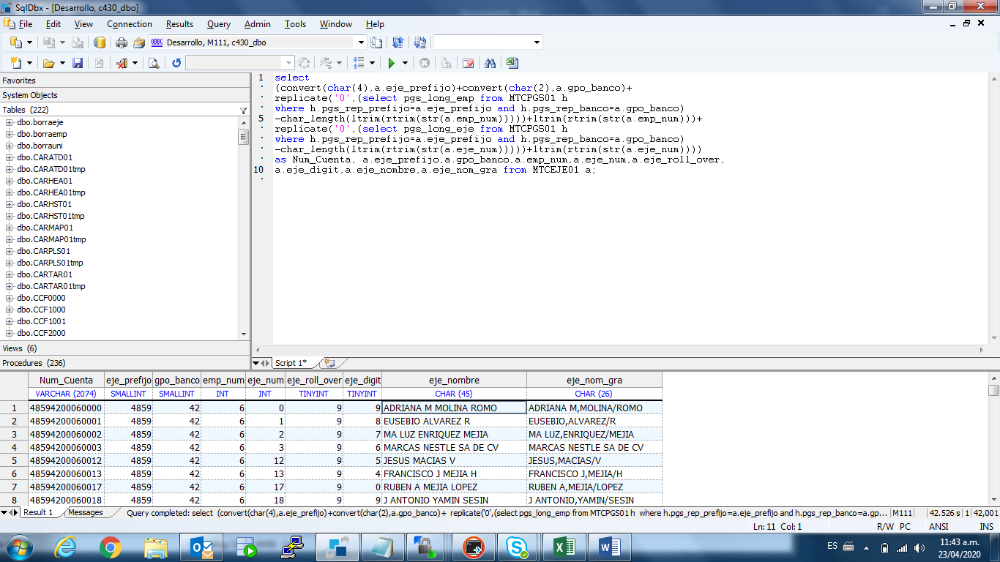 SqlDbx - [Desarrollo, c430_dbo]
File Edit View Connection Results Query Admin Tools Window Help
ODBC Desarrollo, M111, c430_dbo
Favorites
System Objects
Tables (222)
dbo.borraeje
dbo.borraemp
dbo.borrauni
dbo.CARATD01
dbo.CARATD01tmp
dbo.CARHEA01
dbo.CARHEA01tmp
dbo.CARHST01
dbo.CARHST01tmp
dbo.CARMAP01
dbo.CARMAP01tmp
dbo.CARPLS01
dbo.CARPLS01tmp
dbo.CARTAR01
dbo.CARTAR01tmp
dbo.CCF0000
dbo.CCF1000
dbo.CCF1001
dbo.CCF2000
Views (6)
Procedures (236)
1 select
(convert(char(4),a.eje_prefijo)+convert(char(2),a.gpo_banco)+
replicate('0',(select pgs_long_emp from MTCPGS01 h
where h.pgs_rep_prefijo=a.eje_prefijo and h.pgs_rep_banco=a.gpo_banco)
5 -char_length(ltrim(rtrim(str(a.emp_num)))))+ltrim(rtrim(str(a.emp_num)))+
replicate('0',(select pgs_long_eje from MTCPGS01 h
where h.pgs_rep_prefijo=a.eje_prefijo and h.pgs_rep_banco=a.gpo_banco)
-char_length(ltrim(rtrim(str(a.eje_num)))))+ltrim(rtrim(str(a.eje_num))))
as Num_Cuenta, a.eje_prefijo,a.gpo_banco,a.emp_num,a.eje_num,a.eje_roll_over,
10 a.eje_digit,a.eje_nombre,a.eje_nom_gra from MTCEJE01 a;
Script 1*
Num_Cuenta eje_prefijo gpo_banco emp_num eje_num eje_roll_over eje_digit eje_nombre eje_nom_gra
VARCHAR (2074) SMALLINT SMALLINT INT INT TINYINT TINYINT CHAR (45) CHAR (26)
1 48594200060000 4859 42 6 0 9 9 ADRIANA M MOLINA ROMO ADRIANA M,MOLINA/ROMO
2 48594200060001 4859 42 6 1 9 8 EUSEBIO ALVAREZ R EUSEBIO,ALVAREZ/R
3 48594200060002 4859 42 6 2 9 7 MA LUZ ENRIQUEZ MEJIA MA LUZ,ENRIQUEZ/MEJIA
4 48594200060003 4859 42 6 3 9 6 MARCAS NESTLE SA DE CV MARCAS NESTLE SA DE CV
5 48594200060012 4859 42 6 12 9 5 JESUS MACIAS V JESUS,MACIAS/V
6 48594200060013 4859 42 6 13 9 4 FRANCISCO J MEJIA H FRANCISCO J,MEJIA/H
7 48594200060017 4859 42 6 17 9 0 RUBEN A MEJIA LOPEZ RUBEN A,MEJIA/LOPEZ
8 48594200060018 4859 42 6 18 9 9 J ANTONIO YAMIN SESIN J ANTONIO,YAMIN/SESIN
Result 1 Messages Query completed: select (convert(char(4),a.eje_prefijo)+convert(char(2),a.gpo_banco)+ replicate('0',(select pgs_long_emp from MTCPGS01 h where h.pgs_rep_prefijo=a.eje_prefijo and h.pgs_rep_banco=a.gp... M111 42.526 s 1 42,001
Ln: 11 Col: 1 R/W PC ANSI INS
ES 11:43 a.m.
23/04/2020